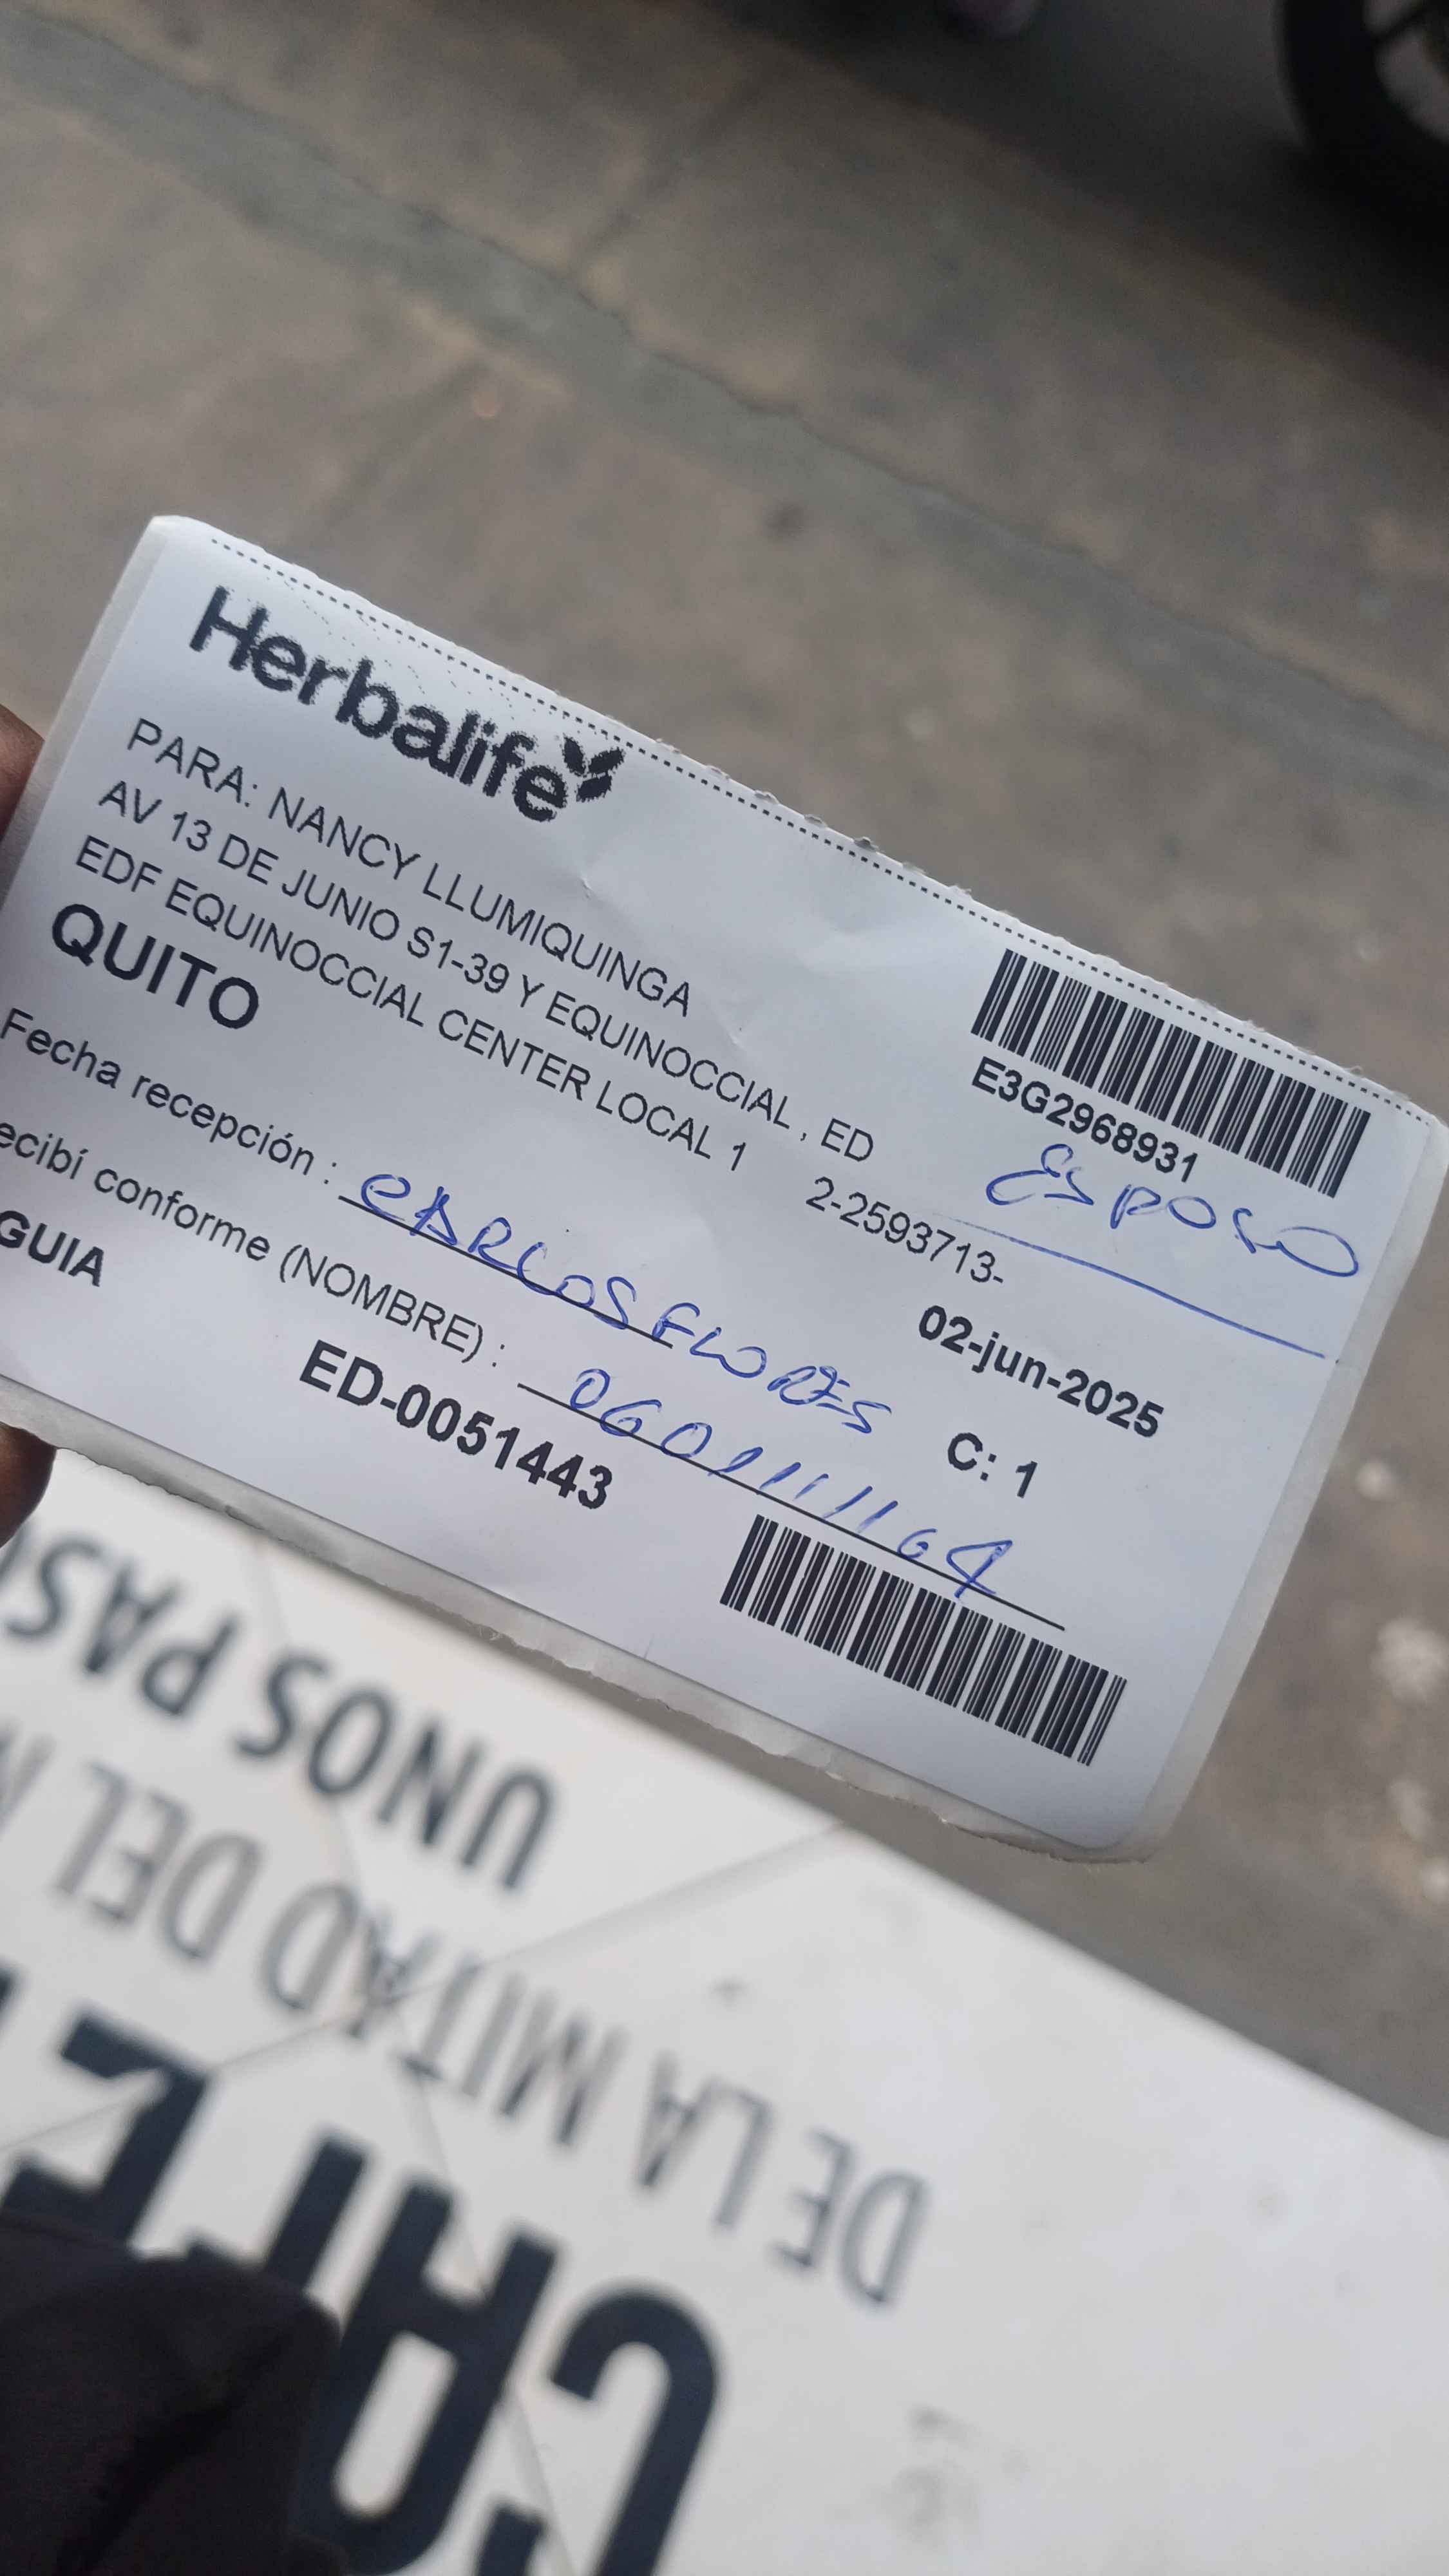 Herbalife
PARA: NANCY LLUMIQUINGA
AV 13 DE JUNIO S1-39 Y EQUINOCCIAL , ED
EDF EQUINOCCIAL CENTER LOCAL 1
QUITO
E3G2968931
ESPOSO
2-2593713-
02-jun-2025
Fecha recepción : CARLOS FLORES
C: 1
ecibí conforme (NOMBRE) :
GUIA
ED-0051443
UNOS PAS
DE LA MITAD DEL M
CAFE